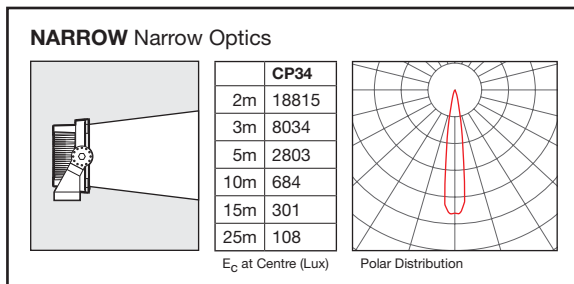 NARROW Narrow Optics
CP34
2m 18815
3m 8034
5m 2803
10m 684
15m 301
25m 108
E_C at Centre (Lux)
Polar Distribution